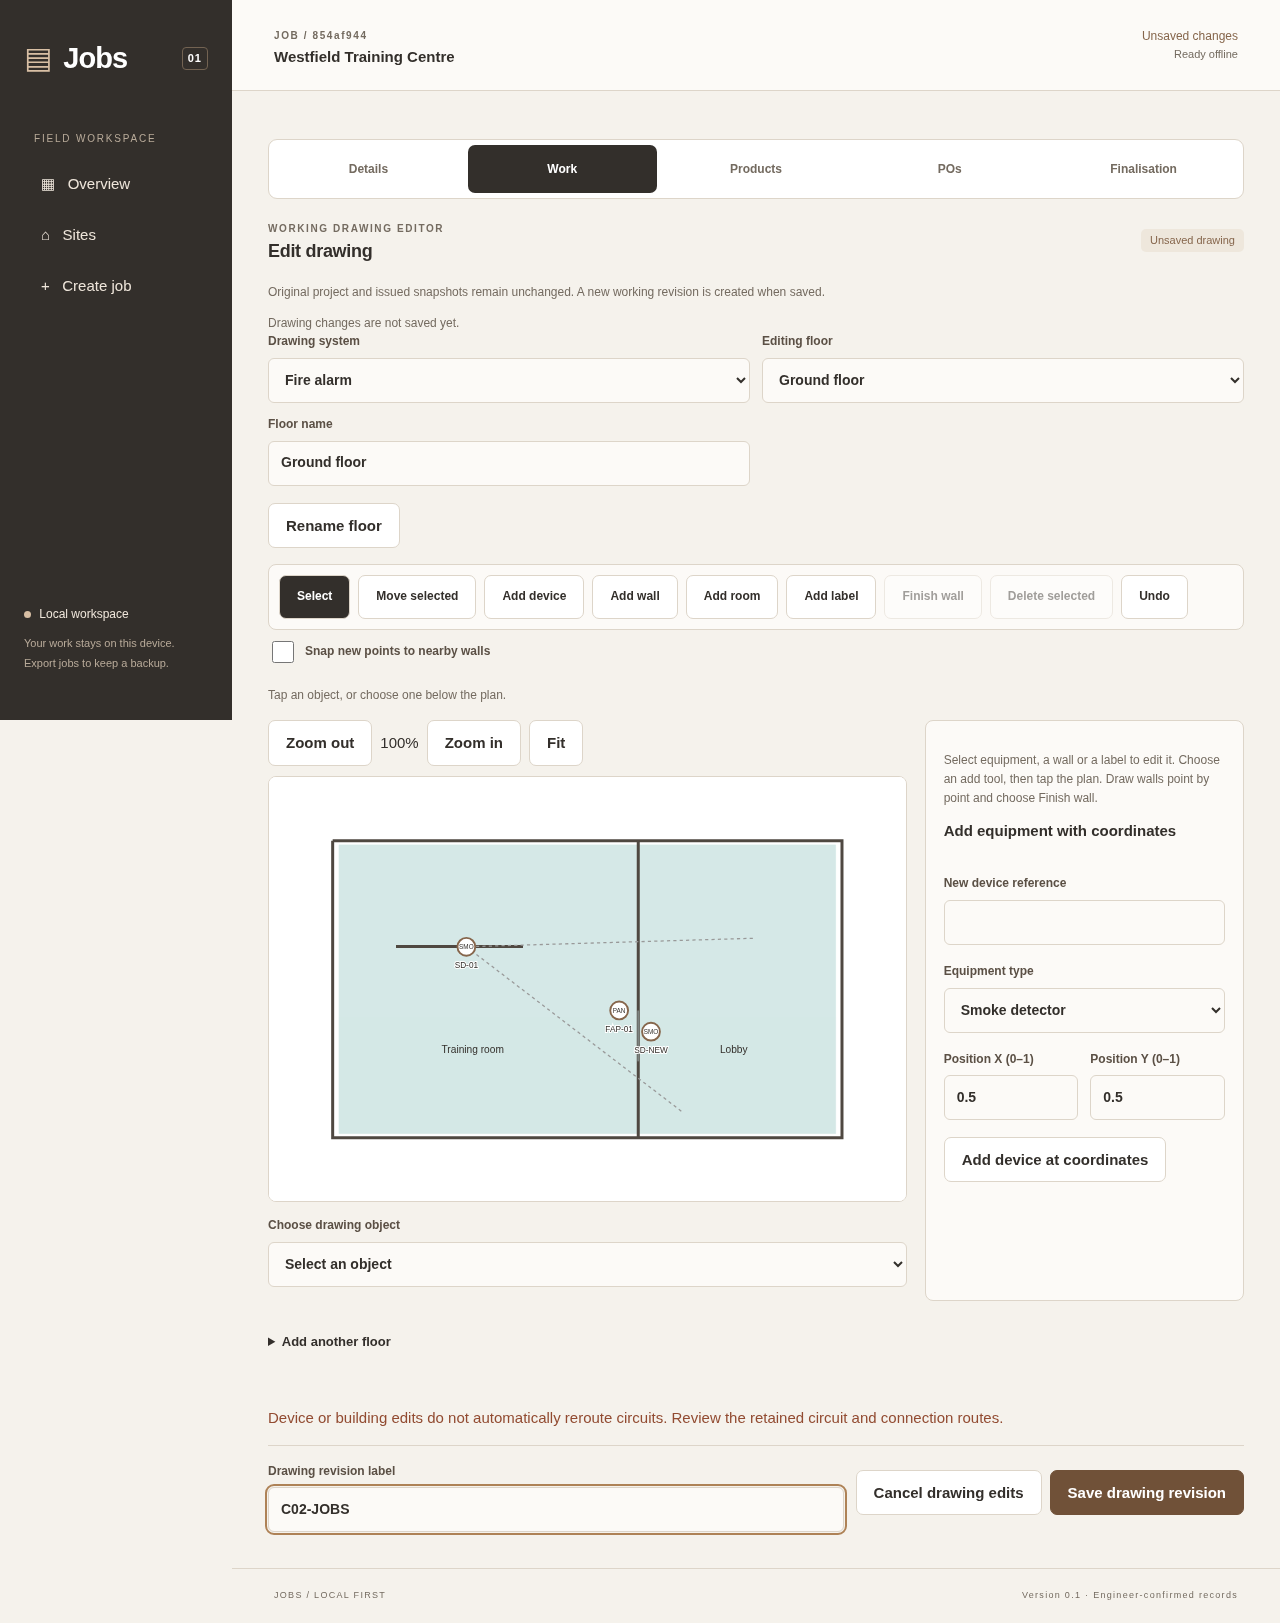 Jobs
01
FIELD WORKSPACE
Overview
Sites
+ Create job
Local workspace
Your work stays on this device.
Export jobs to keep a backup.
JOB / 854af944
Westfield Training Centre
Unsaved changes
Ready offline
Details
Work
Products
POs
Finalisation
WORKING DRAWING EDITOR
Edit drawing
Unsaved drawing
Original project and issued snapshots remain unchanged. A new working revision is created when saved.
Drawing changes are not saved yet.
Drawing system
Editing floor
Fire alarm
Ground floor
Floor name
Ground floor
Rename floor
Select
Move selected
Add device
Add wall
Add room
Add label
Finish wall
Delete selected
Undo
Snap new points to nearby walls
Tap an object, or choose one below the plan.
Zoom out
100%
Zoom in
Fit
SMO
SD-01
PAN
FAP-01
SMO
SD-NEW
Training room
Lobby
Choose drawing object
Select an object
Select equipment, a wall or a label to edit it. Choose
an add tool, then tap the plan. Draw walls point by
point and choose Finish wall.
Add equipment with coordinates
New device reference
Equipment type
Smoke detector
Position X (0–1)
Position Y (0–1)
0.5
0.5
Add device at coordinates
Add another floor
Device or building edits do not automatically reroute circuits. Review the retained circuit and connection routes.
Drawing revision label
C02-JOBS
Cancel drawing edits
Save drawing revision
JOBS / LOCAL FIRST
Version 0.1 · Engineer-confirmed records